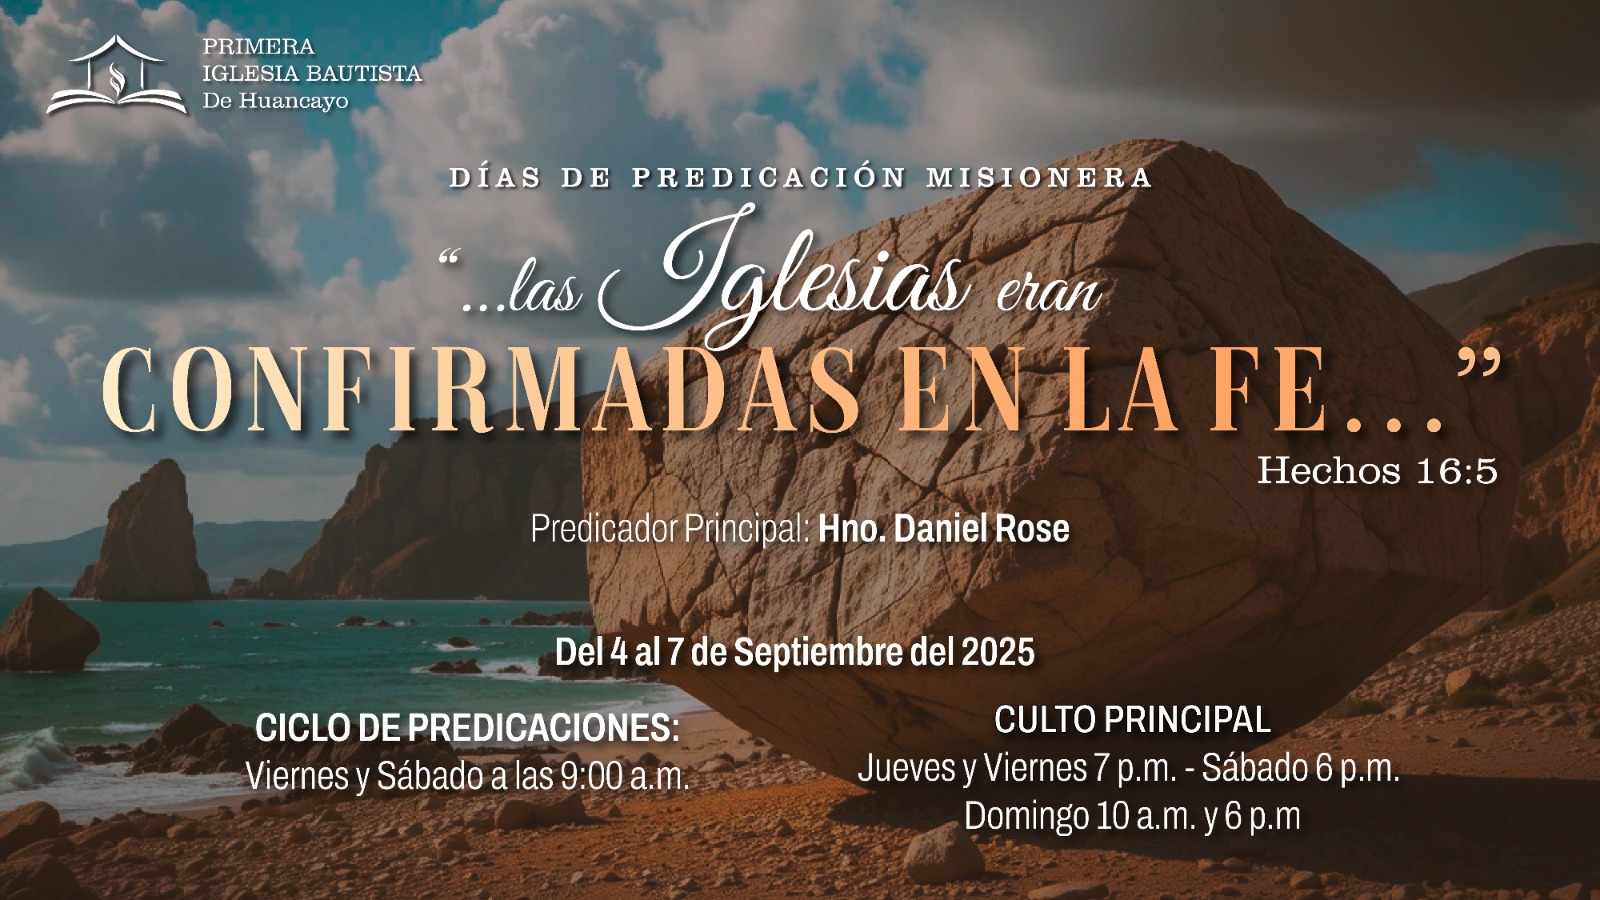 PRIMERA
IGLESIA BAUTISTA
De Huancayo
DÍAS DE PREDICACIÓN MISIONERA
“...las Iglesias eran
CONFIRMADAS EN LA FE...”
Hechos 16:5
Predicador Principal: Hno. Daniel Rose
Del 4 al 7 de Septiembre del 2025
CICLO DE PREDICACIONES:
Viernes y Sábado a las 9:00 a.m.
CULTO PRINCIPAL
Jueves y Viernes 7 p.m. - Sábado 6 p.m.
Domingo 10 a.m. y 6 p.m